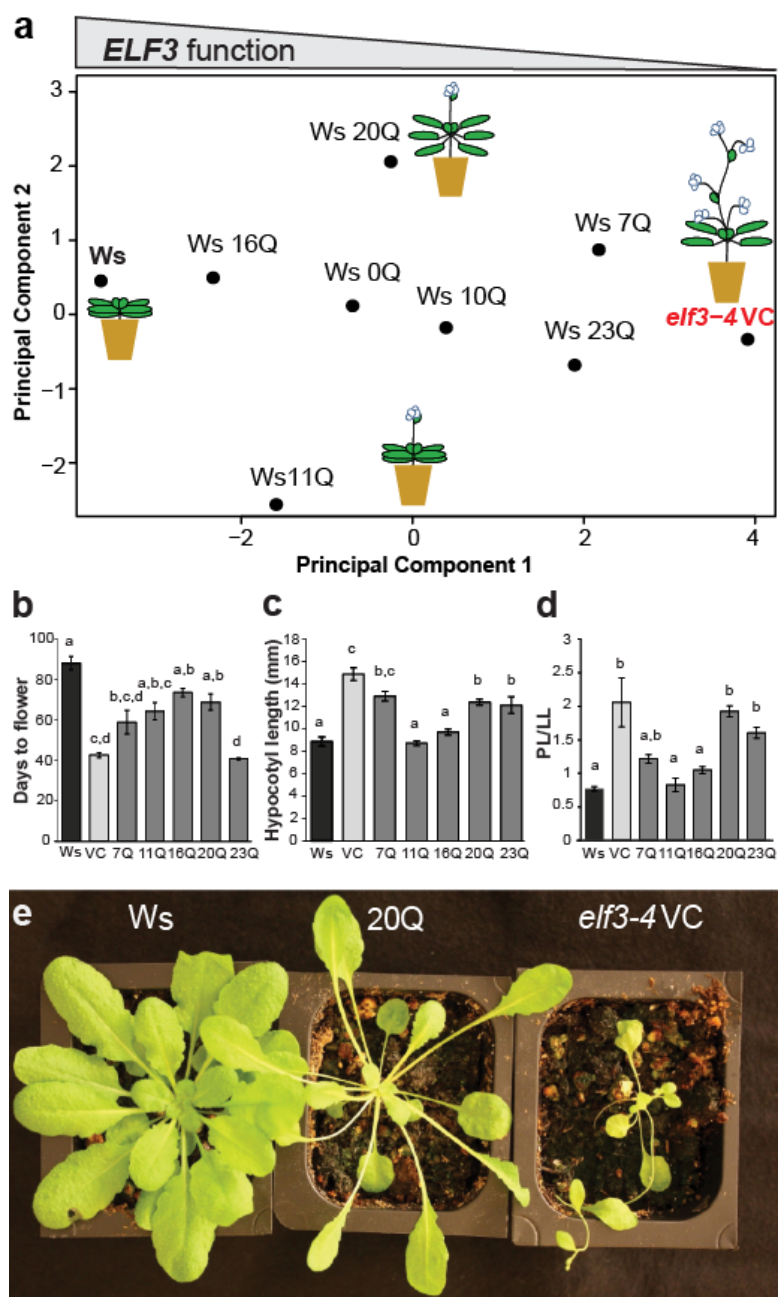 a
ELF3 function
Principal Component 2
3
2
1
0
−1
−2
Ws 20Q
Ws 7Q
Ws
Ws 16Q
Ws 0Q
Ws 10Q
Ws 23Q
elf3−4 VC
Ws11Q
−2
0
2
4
Principal Component 1
b
Days to flower
100
80
60
40
20
0
a
c,d
b,c,d
a,b,c
a,b
a,b
d
Ws VC 7Q 11Q 16Q 20Q 23Q
c
Hypocotyl length (mm)
18
16
14
12
10
8
6
4
2
0
a
c
b,c
a
a
b
b
Ws VC 7Q 11Q 16Q 20Q 23Q
d
PL/LL
3
2.5
2
1.5
1
0.5
0
a
b
a,b
a
a
b
b
Ws VC 7Q 11Q 16Q 20Q 23Q
e
Ws
20Q
elf3-4 VC